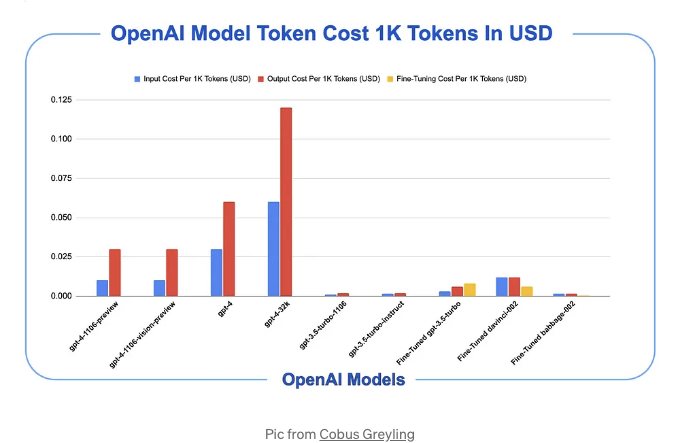 OpenAI Model Token Cost 1K Tokens In USD
Input Cost Per 1K Tokens (USD) Output Cost Per 1K Tokens (USD) Fine-Tuning Cost Per 1K Tokens (USD)
0.125
0.100
0.075
0.050
0.025
0.000
gpt-4-1106-preview
gpt-4-1106-vision-preview
gpt-4
gpt-4-32k
gpt-3.5-turbo-1106
gpt-3.5-turbo-instruct
Fine-Tuned gpt-3.5-turbo
Fine-Tuned davinci-002
Fine-Tuned babbage-002
OpenAI Models
Pic from Cobus Greyling